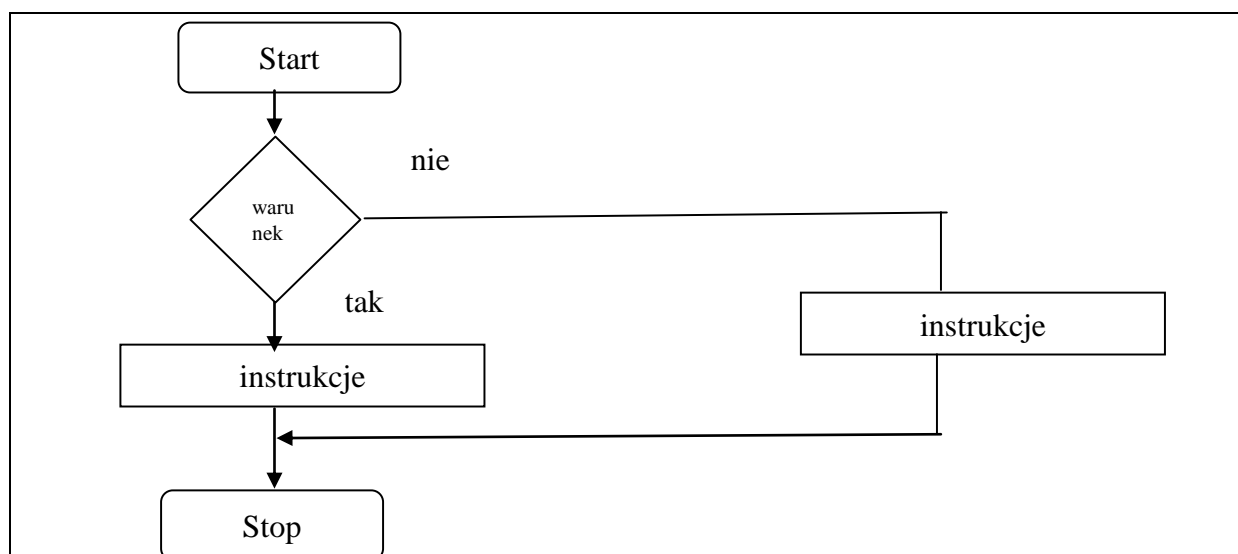 Start
nie
waru
nek
tak
instrukcje
instrukcje
Stop